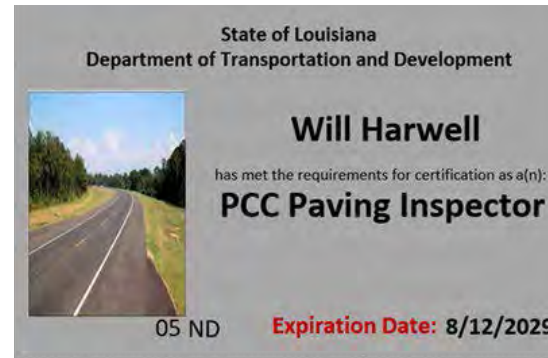 State of Louisiana
Department of Transportation and Development
Will Harwell
has met the requirements for certification as a(n):
PCC Paving Inspector
05 ND
Expiration Date: 8/12/2029